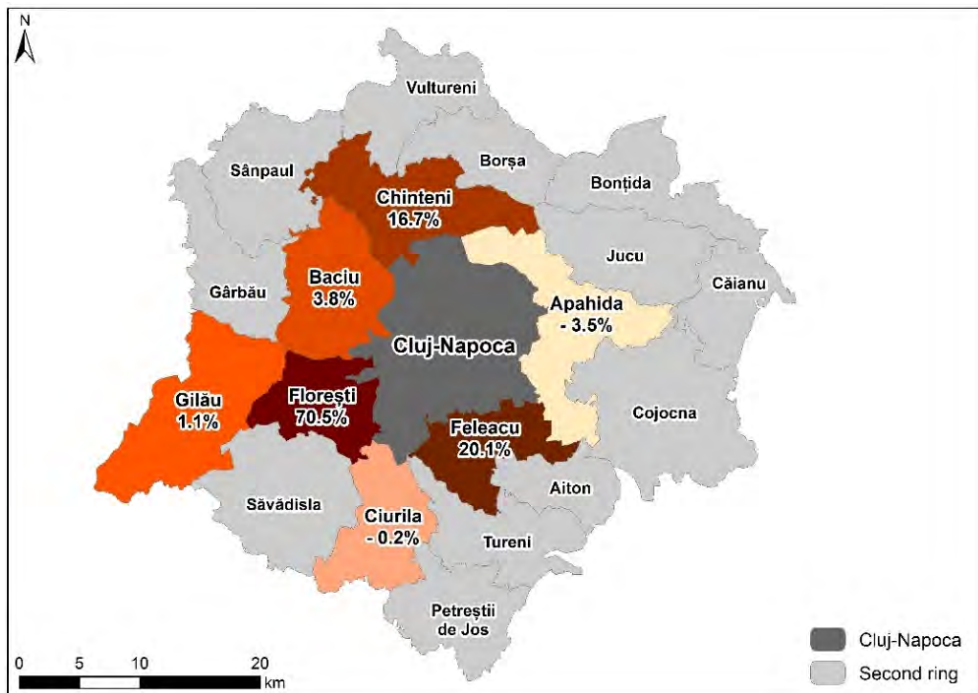 N
Vultureni
Sânpaul
Borșa
Bonțida
Chinteni
16.7%
Jucu
Căianu
Gârbău
Baciu
3.8%
Apahida
- 3.5%
Cluj-Napoca
Gilău
1.1%
Florești
70.5%
Feleacu
20.1%
Cojocna
Săvădisla
Aiton
Ciurila
- 0.2%
Tureni
Petreștii
de Jos
Cluj-Napoca
Second ring
0 5 10 20
km